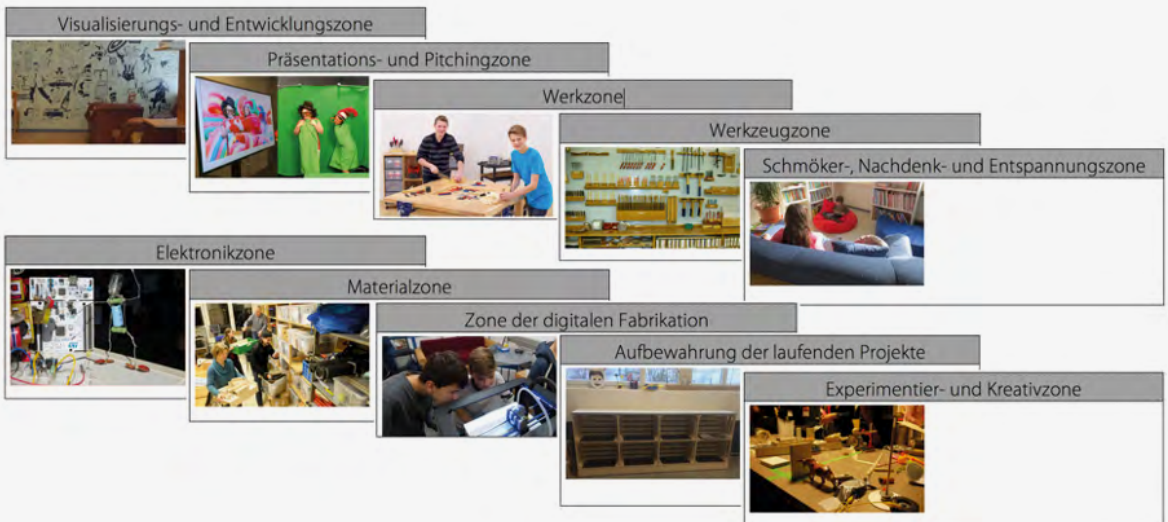 Visualisierungs- und Entwicklungszone
Präsentations- und Pitchingzone
Werkzone
Werkzeugzone
Schmöker-, Nachdenk- und Entspannungszone
Elektronikzone
Materialzone
Zone der digitalen Fabrikation
Aufbewahrung der laufenden Projekte
Experimentier- und Kreativzone